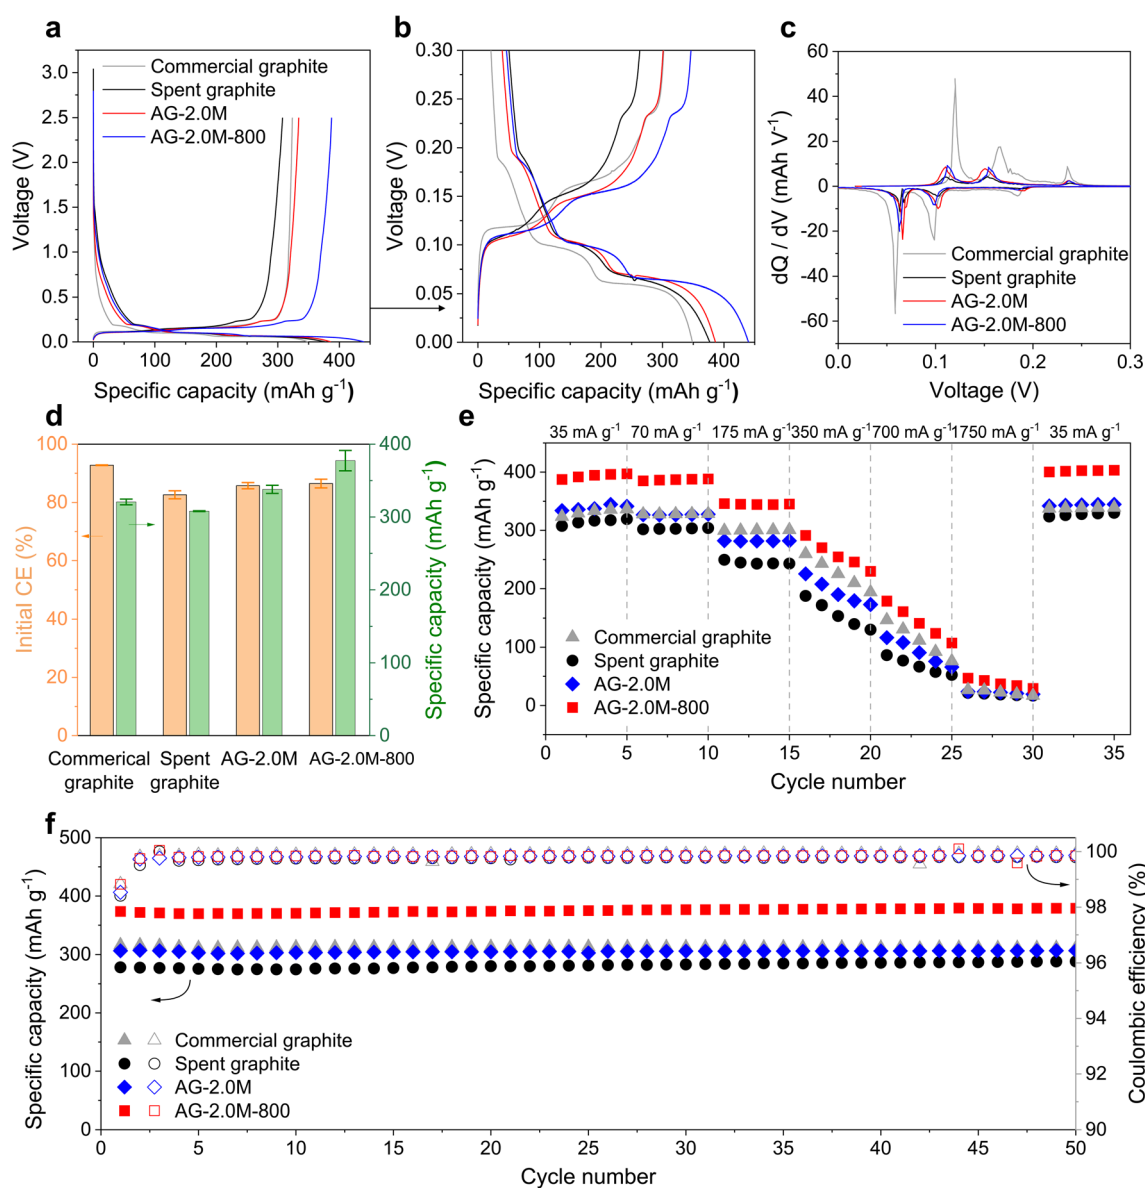 a
3.0
2.5
2.0
1.5
1.0
0.5
0.0
Voltage (V)
Commercial graphite
Spent graphite
AG-2.0M
AG-2.0M-800
0 100 200 300 400
Specific capacity (mAh g-1)
b
0.30
0.25
0.20
0.15
0.10
0.05
0.00
Voltage (V)
0 100 200 300 400
Specific capacity (mAh g-1)
c
60
40
20
0
-20
-40
-60
dQ / dV (mAh V-1)
Commercial graphite
Spent graphite
AG-2.0M
AG-2.0M-800
0.0 0.1 0.2 0.3
Voltage (V)
d
100
80
60
40
20
0
Initial CE (%)
400
300
200
100
0
Specific capacity (mAh g-1)
Commerical graphite
Spent graphite
AG-2.0M
AG-2.0M-800
e
35 mA g-1 70 mA g-1 175 mA g-1 350 mA g-1 700 mA g-1 1750 mA g-1 35 mA g-1
400
300
200
100
0
Specific capacity (mAh g-1)
Commercial graphite
Spent graphite
AG-2.0M
AG-2.0M-800
0 5 10 15 20 25 30 35
Cycle number
f
500
400
300
200
100
0
Specific capacity (mAh g-1)
Commercial graphite
Spent graphite
AG-2.0M
AG-2.0M-800
100
98
96
94
92
90
Coulombic efficiency (%)
0 5 10 15 20 25 30 35 40 45 50
Cycle number